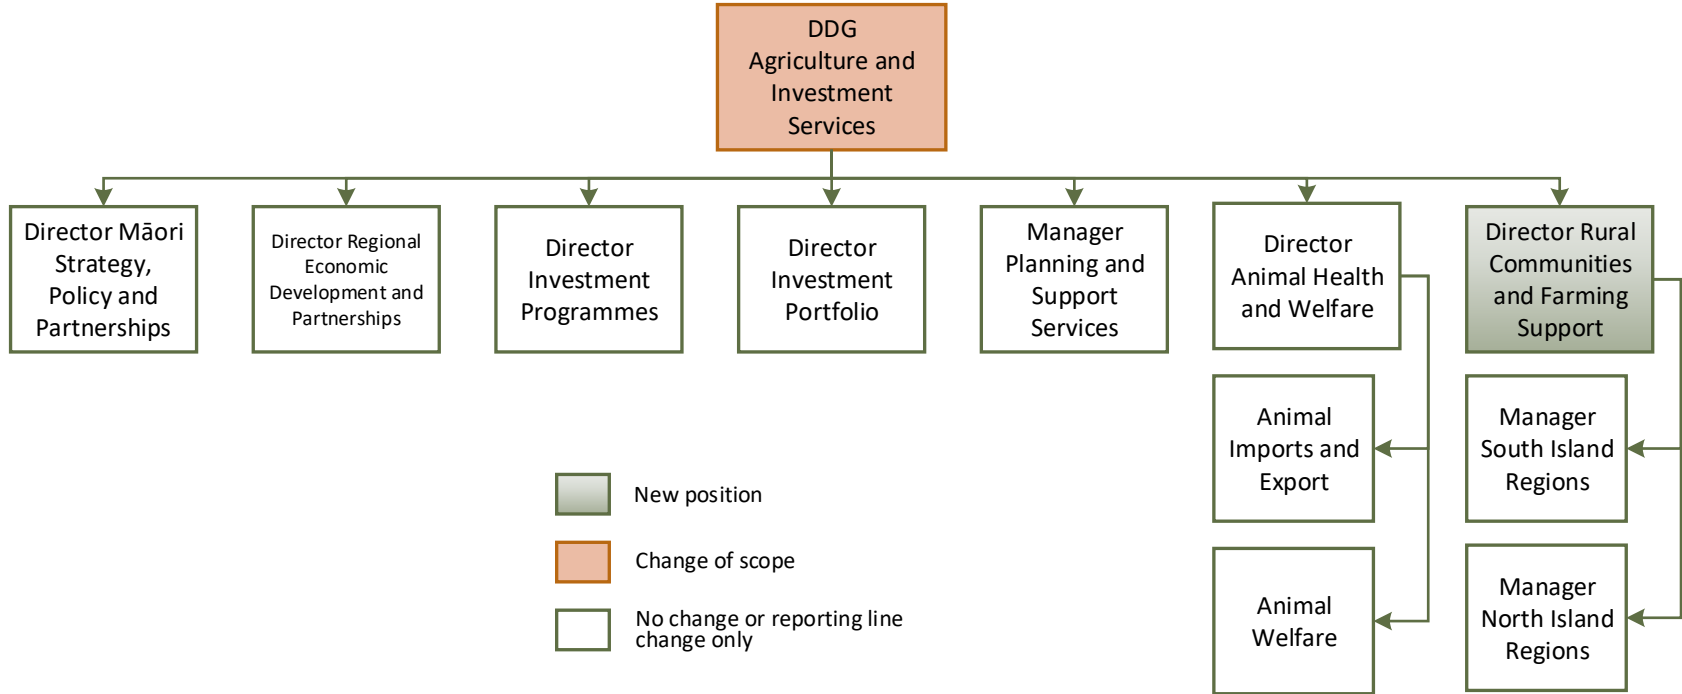 DDG
Agriculture and
Investment
Services
Director Māori
Strategy,
Policy and
Partnerships
Director Regional
Economic
Development and
Partnerships
Director
Investment
Programmes
Director
Investment
Portfolio
Manager
Planning and
Support
Services
Director
Animal Health
and Welfare
Director Rural
Communities
and Farming
Support
Animal
Imports and
Export
Manager
South Island
Regions
Animal
Welfare
Manager
North Island
Regions
New position
Change of scope
No change or reporting line
change only